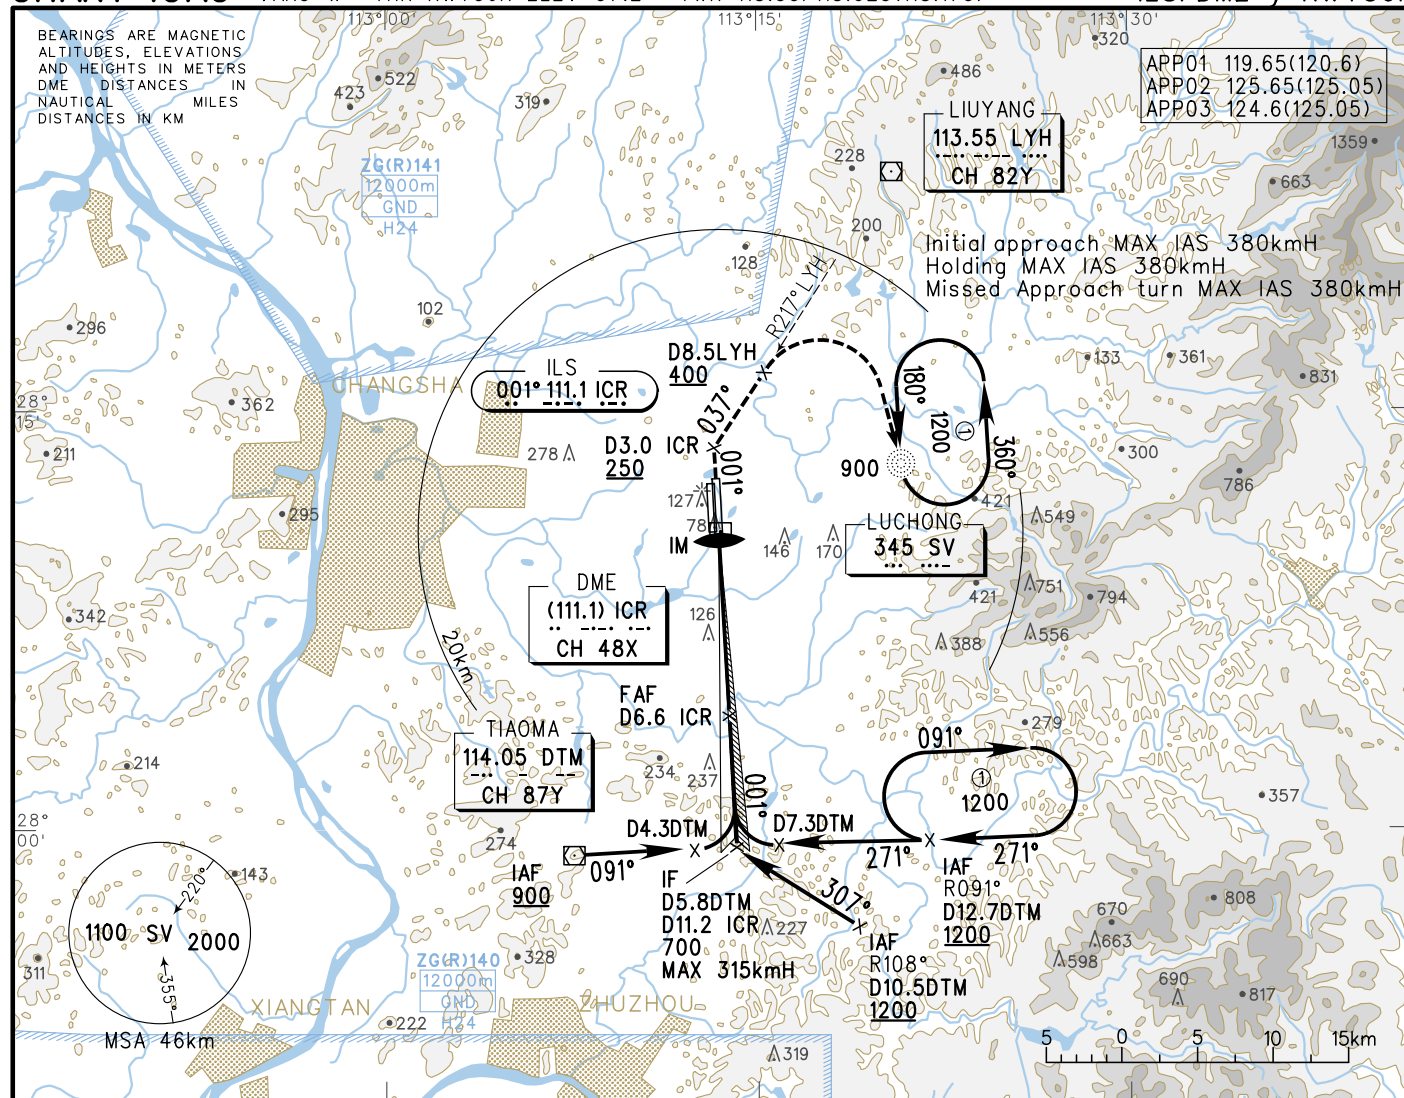 113°00'
113°15'
113°30'
BEARINGS ARE MAGNETIC
ALTITUDES, ELEVATIONS
AND HEIGHTS IN METERS
DME DISTANCES IN
NAUTICAL MILES
DISTANCES IN KM
APP01 119.65(120.6)
APP02 125.65(125.05)
APP03 124.6(125.05)
320
522
423
319
486
1359
663
228
200
LIUYANG
113.55 LYH
CH 82Y
ZG(R)141
12000m
GND
H24
Initial approach MAX IAS 380kmH
Holding MAX IAS 380kmH
Missed Approach turn MAX IAS 380kmH
128
R217° LYH
102
296
133
361
831
D8.5LYH
400
ILS
001° 111.1 ICR
CHANGSHA
28°
15'
362
211
278
D3.0 ICR
250
037°
001°
180°
1200
1
360°
900
300
786
421
549
295
127
78
IM
146
170
LUCHONG
345 SV
421
751
794
556
388
DME
(111.1) ICR
CH 48X
126
342
20km
FAF
D6.6 ICR
TIAOMA
114.05 DTM
CH 87Y
234
237
279
091°
1
1200
357
214
28°
00'
274
001°
D4.3DTM
D7.3DTM
271°
271°
IAF
900
091°
IF
D5.8DTM
D11.2 ICR
700
MAX 315kmH
307°
227
IAF
R091°
D12.7DTM
1200
IAF
R108°
D10.5DTM
1200
808
670
663
598
690
817
143
220°
1100 SV 2000
355°
MSA 46km
311
328
ZG(R)140
12000m
GND
H24
XIANGTAN
ZHUZHOU
222
319
5 0 5 10 15km